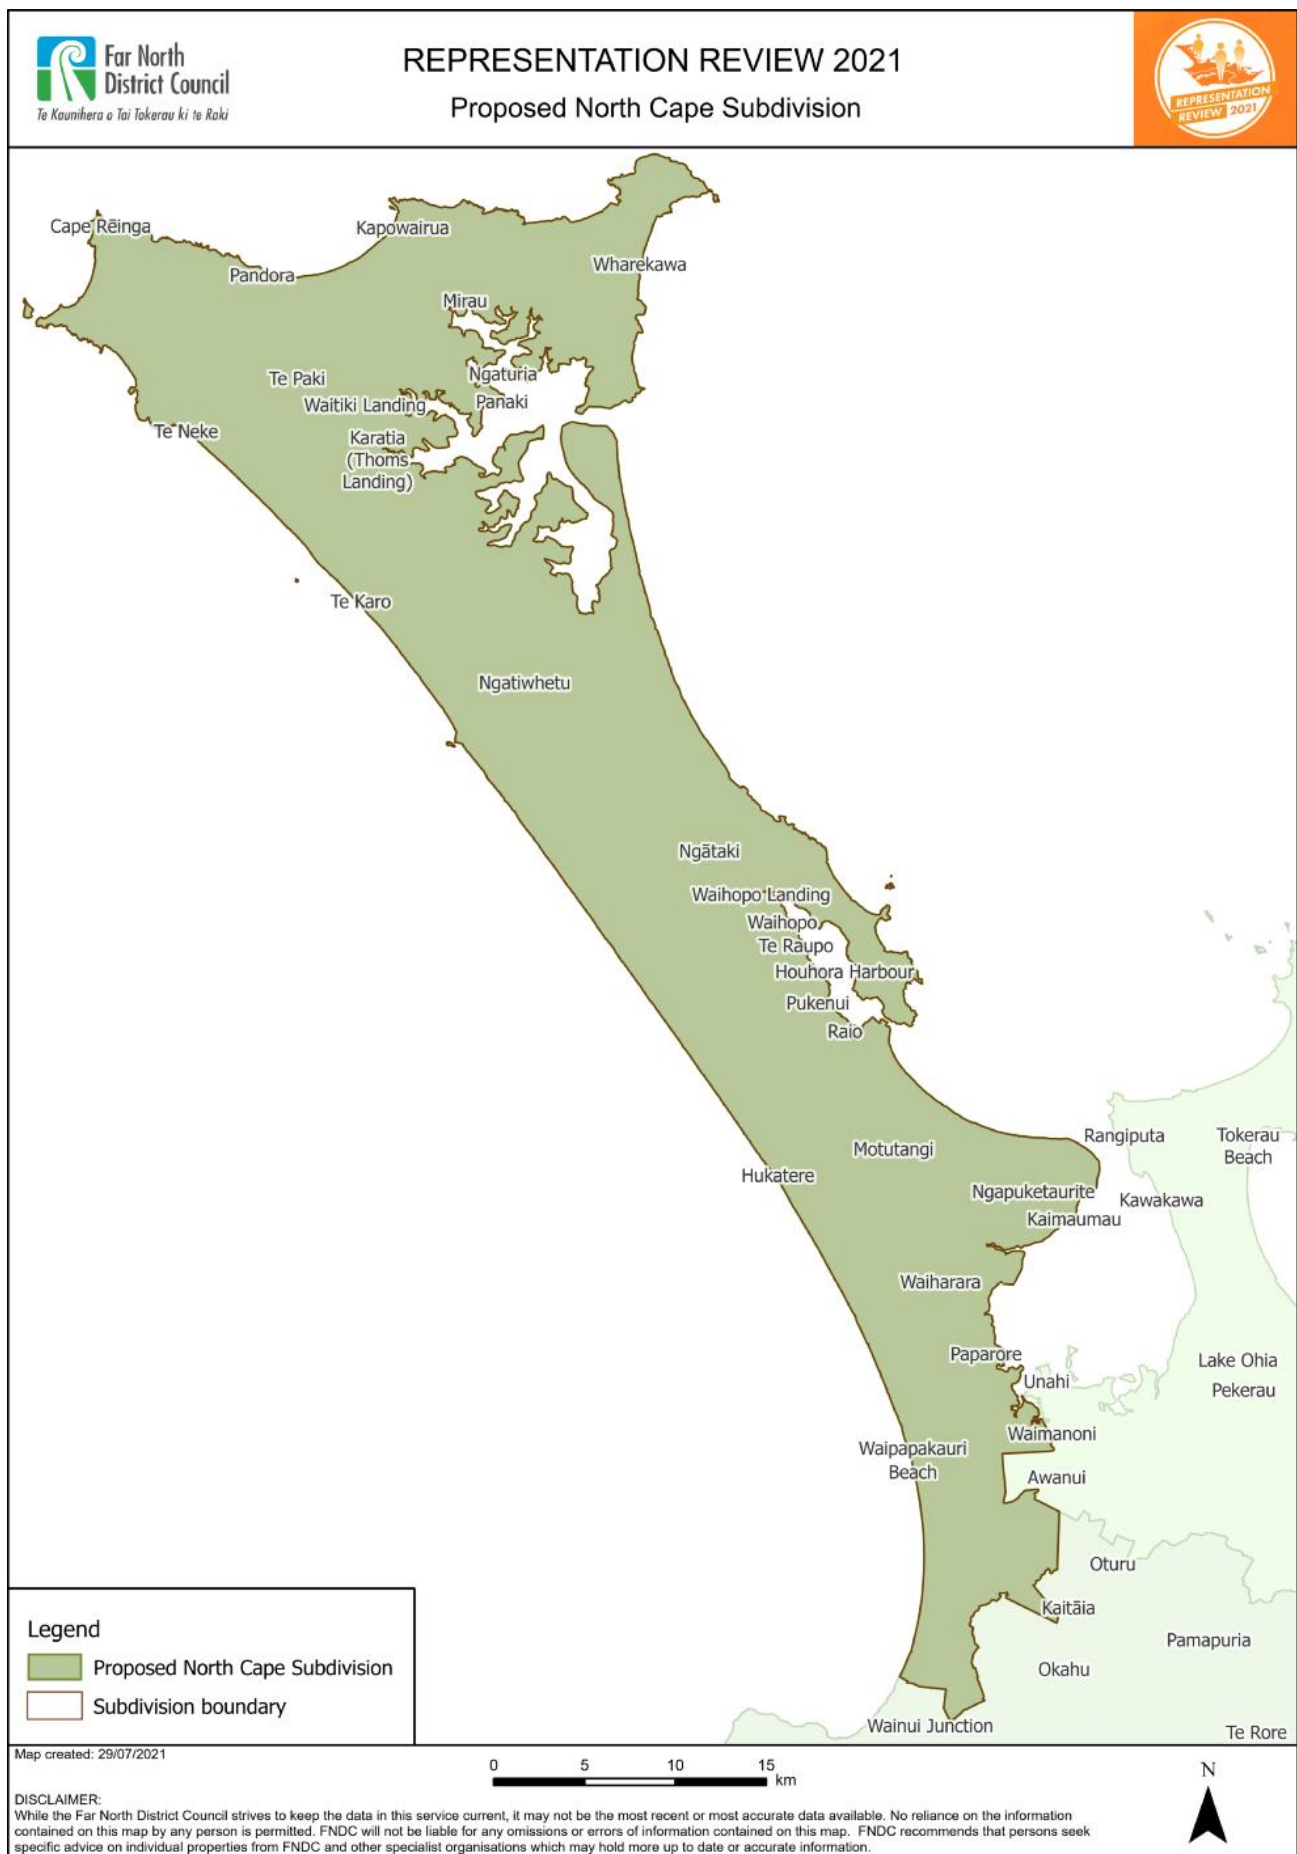 Far North
District Council
Te Kaunihera o Tai Tokerau ki te Raki
REPRESENTATION REVIEW 2021
Proposed North Cape Subdivision
REPRESENTATION
REVIEW 2021
Cape Rēinga
Kapowairua
Pandora
Wharekawa
Mirau
Te Paki
Ngaturia
Waitiki Landing
Panaki
Te Neke
Karatia
(Thoms
Landing)
Te Karo
Ngatiwhetu
Ngātaki
Waihopo Landing
Waihopo
Te Raupo
Houhora Harbour
Pukenui
Raio
Motutangi
Rangiputa
Tokerau
Beach
Hukatere
Ngapuketaurite
Kawakawa
Kaimaumau
Waiharara
Paparore
Lake Ohia
Unahi
Pekerau
Waimanoni
Waipapakauri
Beach
Awanui
Oturu
Kaitāia
Pamapuria
Okahu
Wainui Junction
Te Rore
Legend
Proposed North Cape Subdivision
Subdivision boundary
Map created: 29/07/2021
0 5 10 15
km
N
DISCLAIMER:
While the Far North District Council strives to keep the data in this service current, it may not be the most recent or most accurate data available. No reliance on the information
contained on this map by any person is permitted. FNDC will not be liable for any omissions or errors of information contained on this map. FNDC recommends that persons seek
specific advice on individual properties from FNDC and other specialist organisations which may hold more up to date or accurate information.